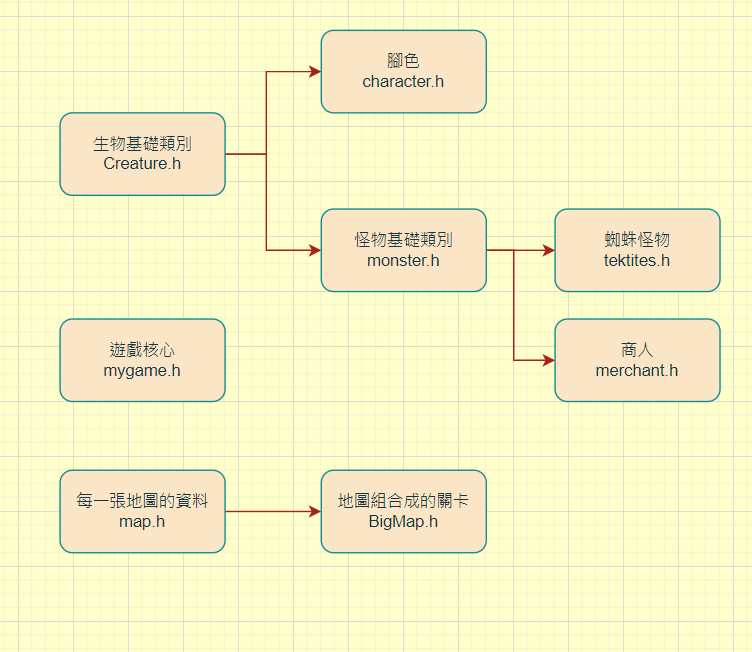 腳色
character.h
生物基礎類別
Creature.h
怪物基礎類別
monster.h
蜘蛛怪物
tektites.h
遊戲核心
mygame.h
商人
merchant.h
每一張地圖的資料
map.h
地圖組合成的關卡
BigMap.h